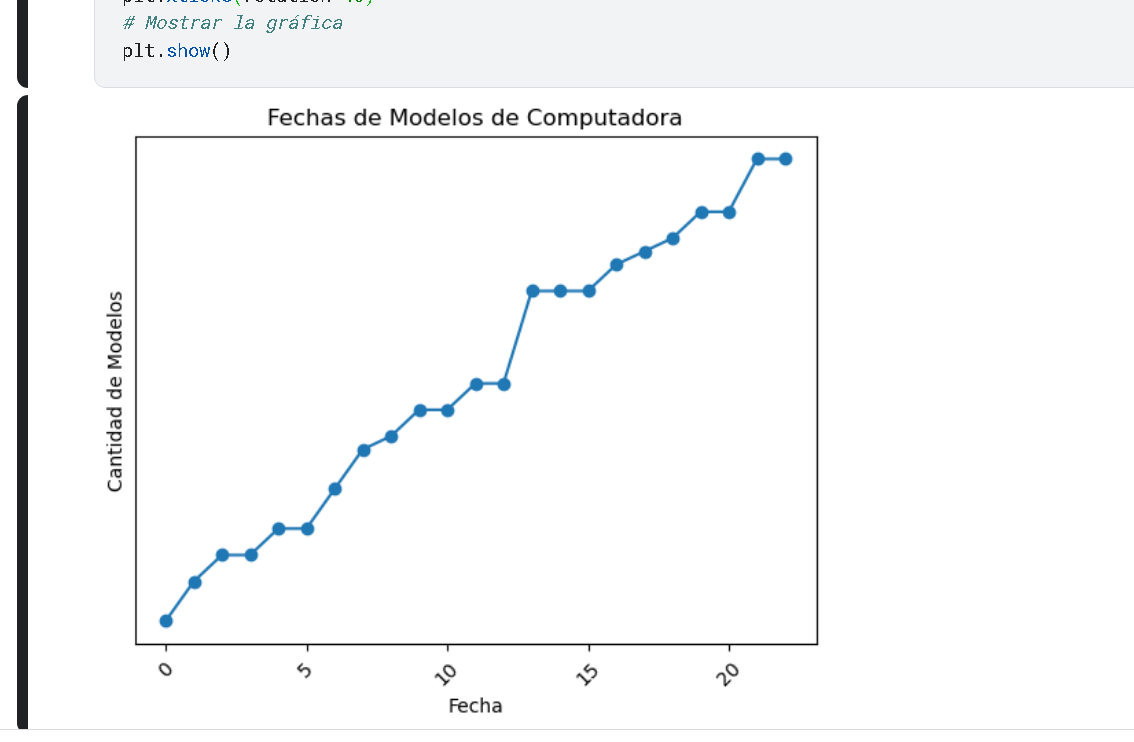 # Mostrar la gráfica
plt.show()
Fechas de Modelos de Computadora
Cantidad de Modelos
0
5
10
15
20
Fecha